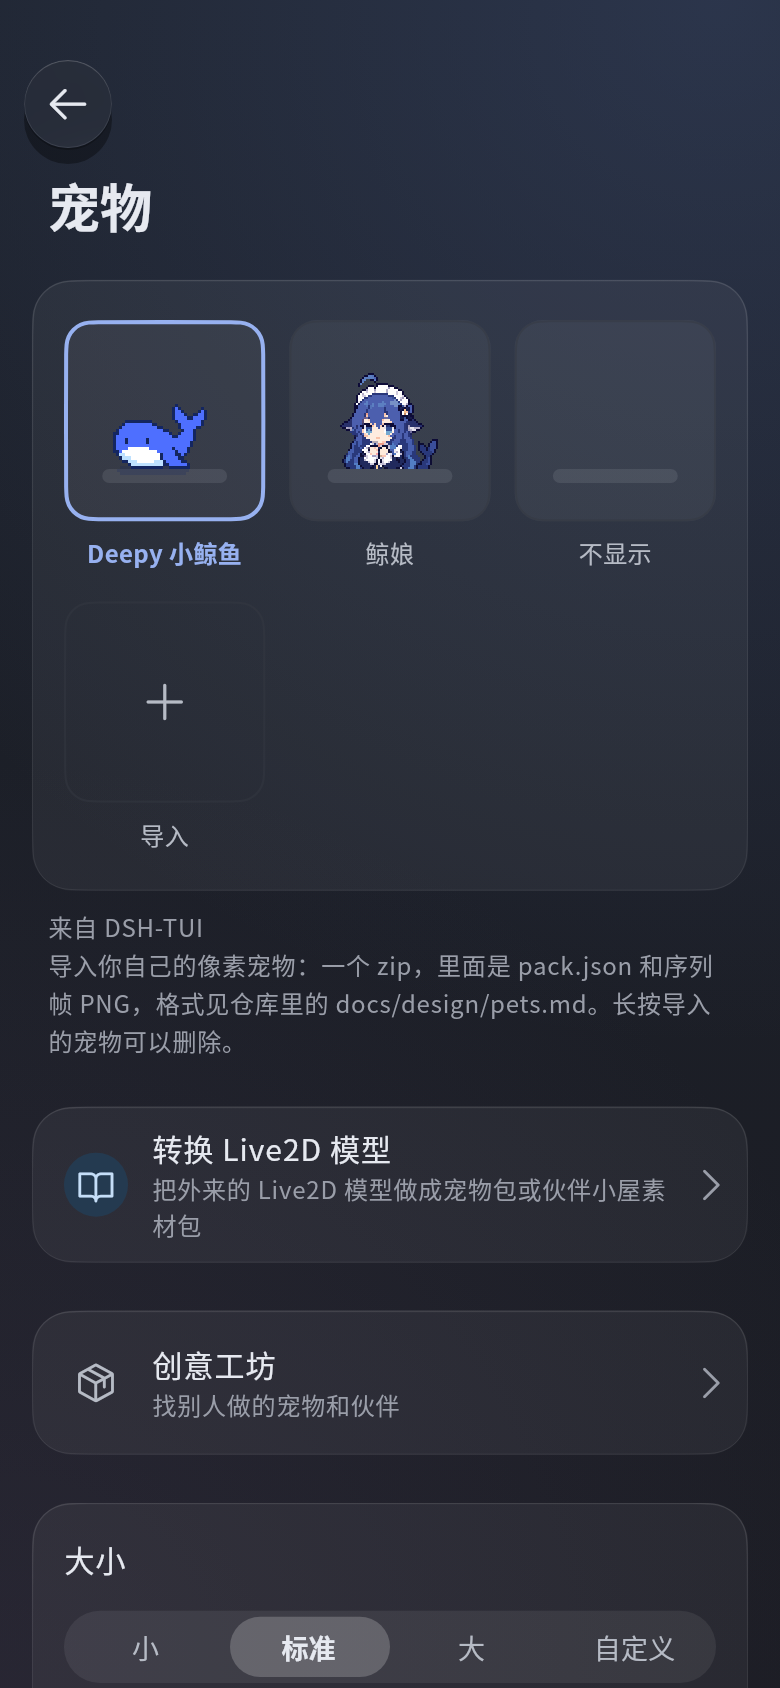 宠物
Deepy 小鲸鱼
鲸娘
不显示
导入
来自 DSH-TUI
导入你自己的像素宠物：一个 zip，里面是 pack.json 和序列
帧 PNG，格式见仓库里的 docs/design/pets.md。长按导入
的宠物可以删除。
转换 Live2D 模型
把外来的 Live2D 模型做成宠物包或伙伴小屋素
材包
创意工坊
找别人做的宠物和伙伴
大小
小
标准
大
自定义